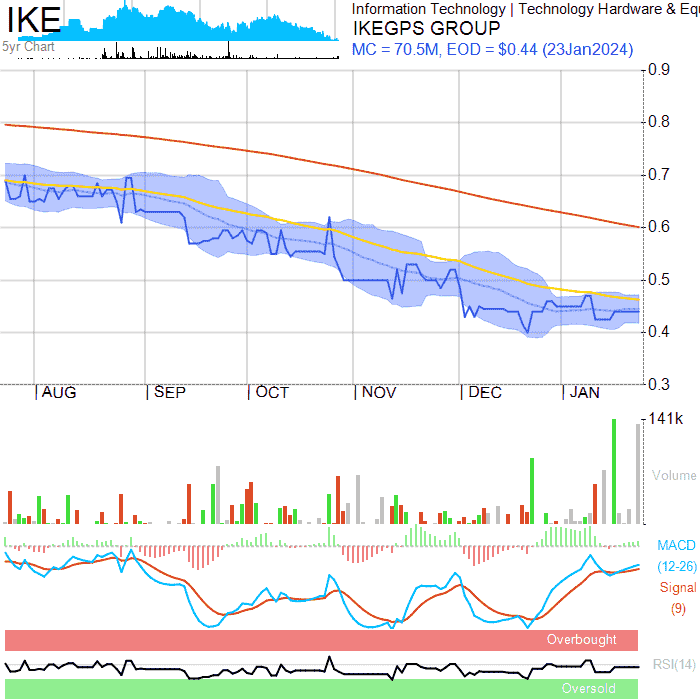 IKE
5yr Chart
Information Technology | Technology Hardware & Equ
IKEGPS GROUP
MC = 70.5M, EOD = $0.44 (23Jan2024)
0.9
0.8
0.7
0.6
0.5
0.4
0.3
AUG SEP OCT NOV DEC JAN
141k
Volume
MACD
(12-26)
Signal
(9)
Overbought
RSI(14)
Oversold